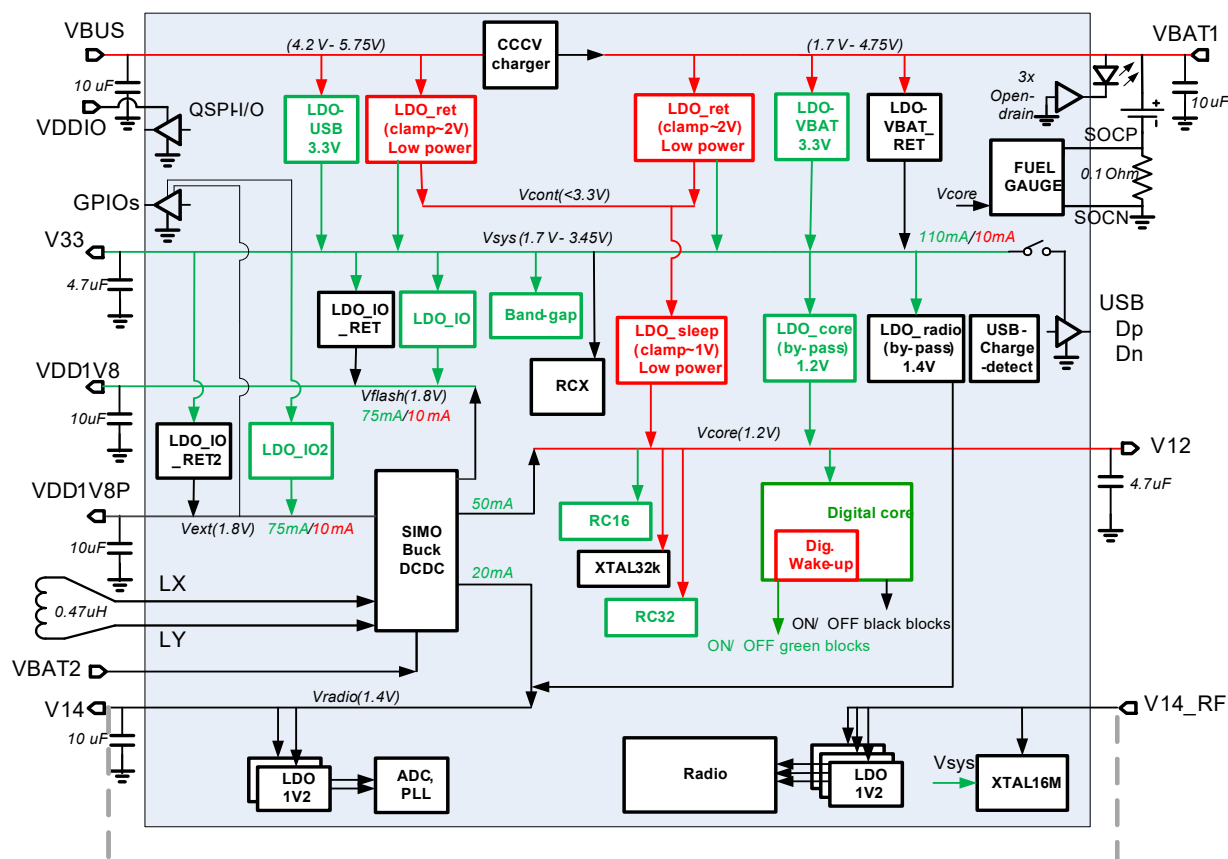 VBUS
(4.2 V - 5.75V)
CCCV
charger
(1.7 V - 4.75V)
VBAT1
10 uF
QSPI-I/O
VDDIO
LDO-
USB
3.3V
LDO_ret
(clamp~2V)
Low power
LDO_ret
(clamp~2V)
Low power
LDO-
VBAT
3.3V
LDO-
VBAT_
RET
3x
Open-
drain
10uF
SOCP
FUEL
GAUGE
0.1 Ohm
SOCN
Vcore
GPIOs
Vcont(<3.3V)
V33
Vsys(1.7 V - 3.45V)
110mA/10mA
4.7uF
LDO_IO
_RET
LDO_IO
Band-gap
LDO_sleep
(clamp~1V)
Low power
LDO_core
(by-pass)
1.2V
LDO_radio
(by-pass)
1.4V
USB-
Charge
-detect
USB
Dp
Dn
RCX
VDD1V8
Vflash(1.8V)
75mA/10 mA
10uF
LDO_IO
_RET2
LDO_IO2
Vcore(1.2V)
V12
4.7uF
VDD1V8P
Vext(1.8V)
75mA/10 mA
10uF
SIMO
Buck
DCDC
50mA
20mA
RC16
XTAL32k
RC32
Digital core
Dig.
Wake-up
ON/ OFF black blocks
ON/ OFF green blocks
0.47uH
LX
LY
VBAT2
V14
Vradio(1.4V)
V14_RF
10 uF
LDO
1V2
ADC,
PLL
Radio
LDO
1V2
Vsys
XTAL16M